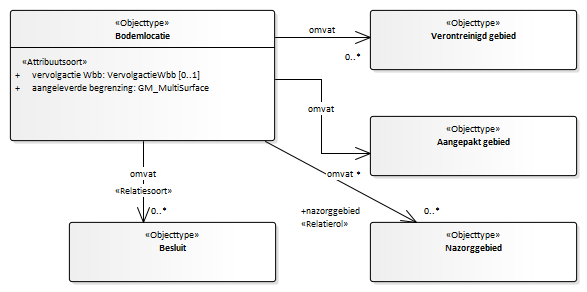 «Objecttype»
Bodemlocatie
«Attribuutsoort»
+ vervolgactie Wbb: VervolgactieWbb [0..1]
+ aangeleverde begrenzing: GM_MultiSurface
omvat
0..*
«Objecttype»
Verontreinigd gebied
omvat
«Objecttype»
Aangepakt gebied
omvat
«Relatiesoort»
0..*
omvat *
+nazorggebied
«Relatierol»
0..*
«Objecttype»
Besluit
«Objecttype»
Nazorggebied